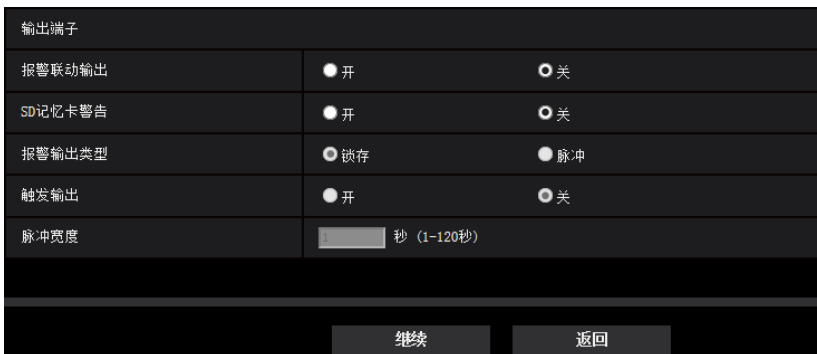 输出端子
报警联动输出 开 关
SD记忆卡警告 开 关
报警输出类型 锁存 脉冲
触发输出 开 关
脉冲宽度 1 秒 (1-120秒)
继续 返回